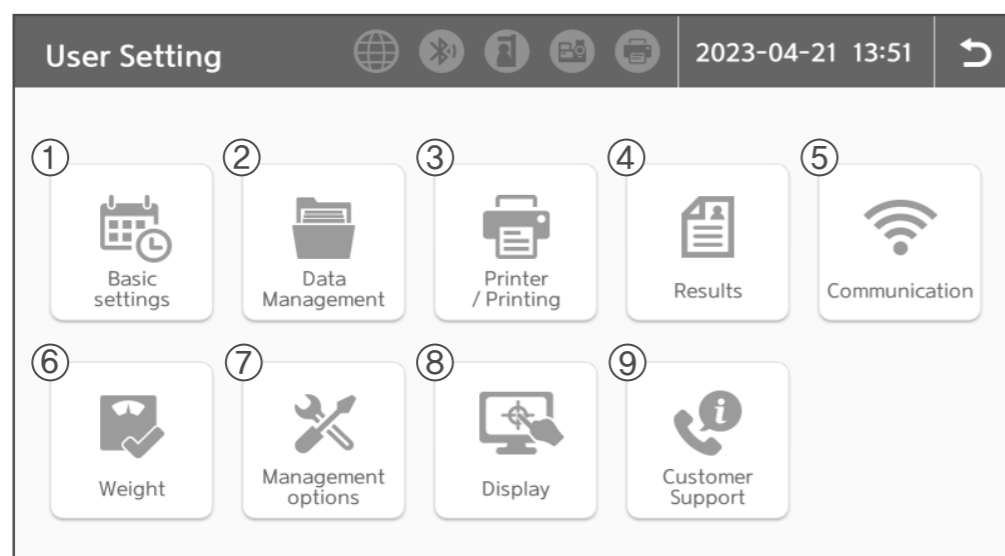 User Setting
2023-04-21 13:51
①
②
③
④
⑤
Basic
settings
Data
Management
Printer
/ Printing
Results
Communication
⑥
⑦
⑧
⑨
Weight
Management
options
Display
Customer
Support